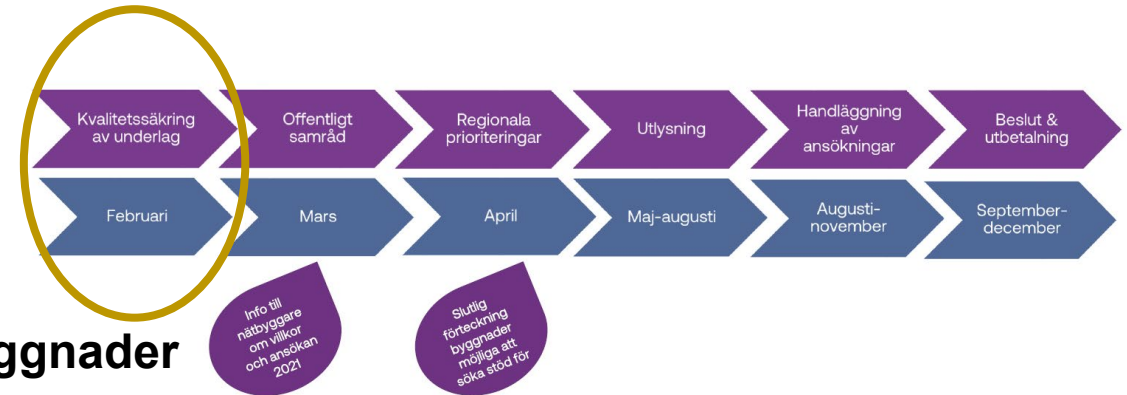 Kvalitetssäkring
av underlag
Offentligt
samråd
Regionala
prioriteringar
Utlysning
Handläggning
av
ansökningar
Beslut &
utbetalning
Februari
Mars
April
Maj-augusti
Augusti-
november
September-
december
Info till
nätbyggare
om villkor
och ansökan
2021
Slutlig
förteckning
byggnader
möjliga att
söka stöd för
ggnader